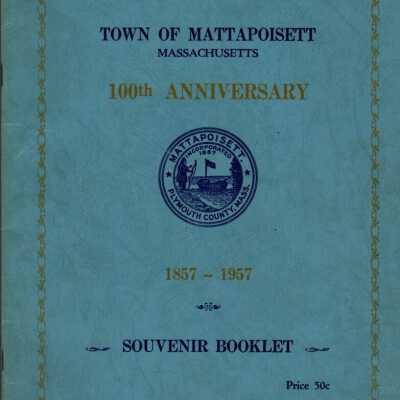 TOWN OF MATTAPOISETT
MASSACHUSETTS
100th ANNIVERSARY
MATTAPOISETT
INCORPORATED
1857
PLYMOUTH COUNTY, MASS.
1857 - 1957
SOUVENIR BOOKLET
Price 50c